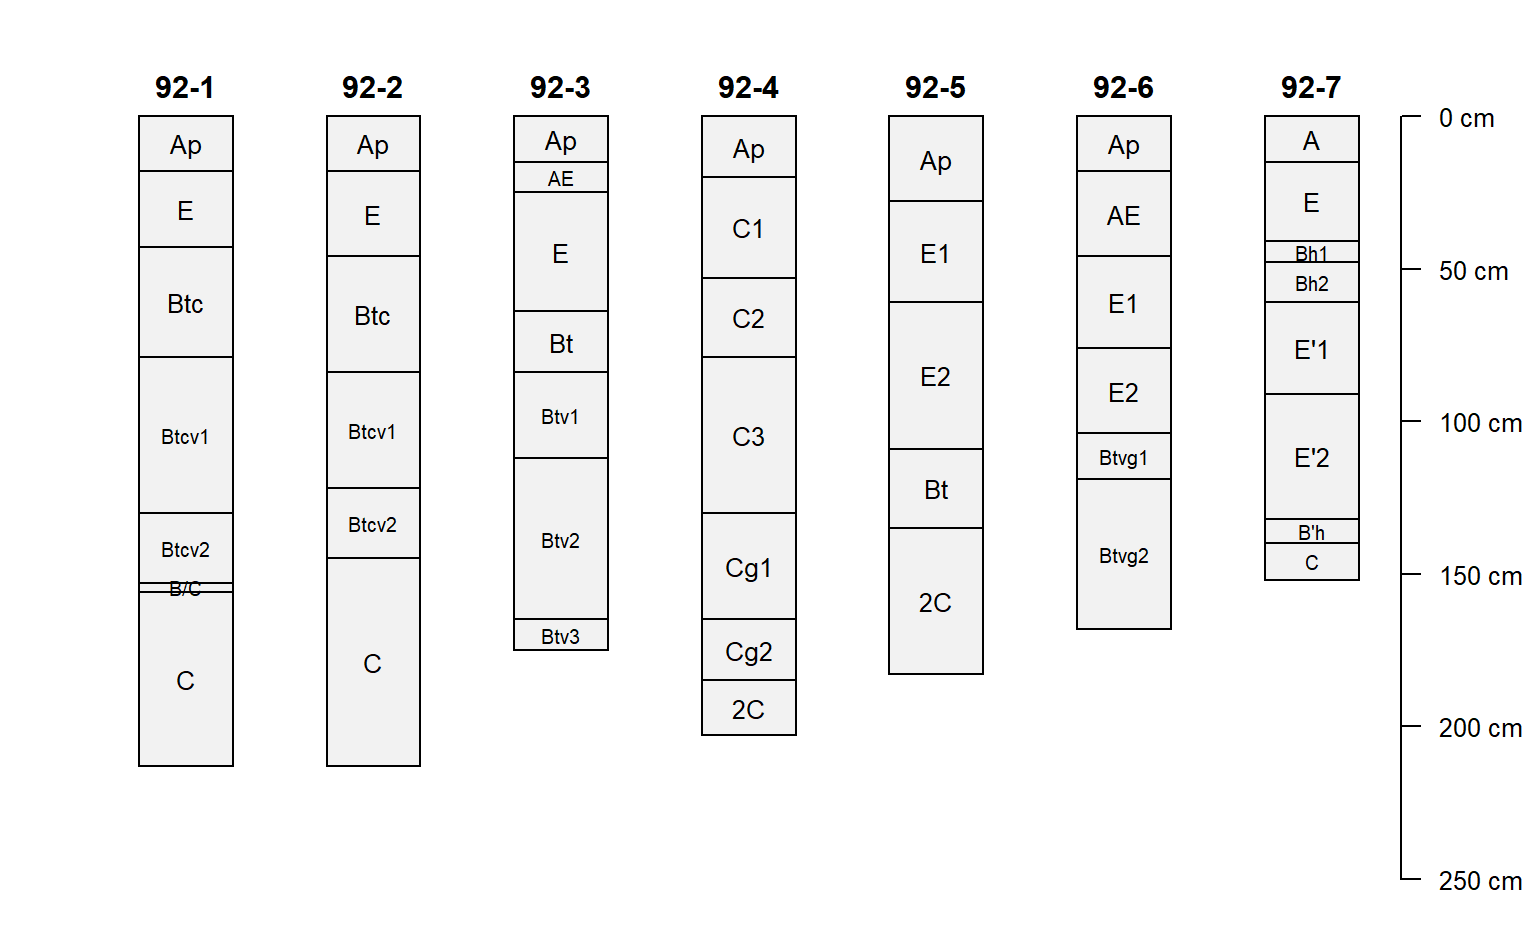 92-1
92-2
92-3
92-4
92-5
92-6
92-7
Ap
E
Btc
Btcv1
Btcv2
B/C
C
Ap
E
Btc
Btcv1
Btcv2
C
Ap
AE
E
Bt
Btv1
Btv2
Btv3
Ap
C1
C2
C3
Cg1
Cg2
2C
Ap
E1
E2
Bt
2C
Ap
AE
E1
E2
Btvg1
Btvg2
A
E
Bh1
Bh2
E'1
E'2
B'h
C
0 cm
50 cm
100 cm
150 cm
200 cm
250 cm